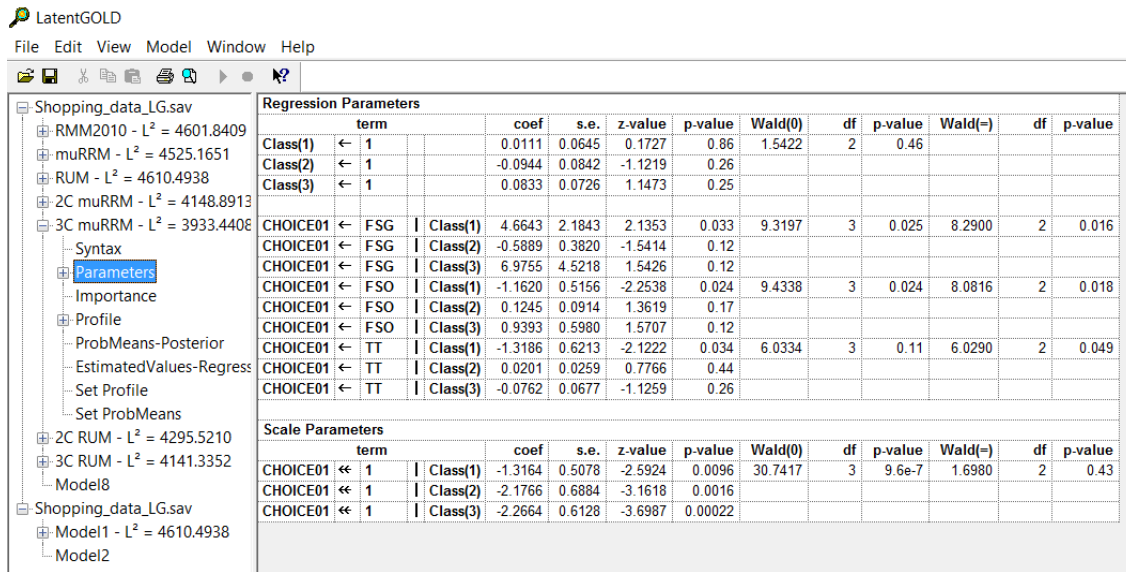 LatentGOLD
File Edit View Model Window Help
Shopping_data_LG.sav
RMM2010 - L² = 4601.8409
muRRM - L² = 4525.1651
RUM - L² = 4610.4938
2C muRRM - L² = 4148.8913
3C muRRM - L² = 3933.4408
Syntax
Parameters
Importance
Profile
ProbMeans-Posterior
EstimatedValues-Regress
Set Profile
Set ProbMeans
2C RUM - L² = 4295.5210
3C RUM - L² = 4141.3352
Model8
Shopping_data_LG.sav
Model1 - L² = 4610.4938
Model2
Regression Parameters
term coef s.e. z-value p-value Wald(0) df p-value Wald(=) df p-value
Class(1) ← 1 0.0111 0.0645 0.1727 0.86 1.5422 2 0.46
Class(2) ← 1 -0.0944 0.0842 -1.1219 0.26
Class(3) ← 1 0.0833 0.0726 1.1473 0.25
CHOICE01 ← FSG | Class(1) 4.6643 2.1843 2.1353 0.033 9.3197 3 0.025 8.2900 2 0.016
CHOICE01 ← FSG | Class(2) -0.5889 0.3820 -1.5414 0.12
CHOICE01 ← FSG | Class(3) 6.9755 4.5218 1.5426 0.12
CHOICE01 ← FSO | Class(1) -1.1620 0.5156 -2.2538 0.024 9.4338 3 0.024 8.0816 2 0.018
CHOICE01 ← FSO | Class(2) 0.1245 0.0914 1.3619 0.17
CHOICE01 ← FSO | Class(3) 0.9393 0.5980 1.5707 0.12
CHOICE01 ← TT | Class(1) -1.3186 0.6213 -2.1222 0.034 6.0334 3 0.11 6.0290 2 0.049
CHOICE01 ← TT | Class(2) 0.0201 0.0259 0.7766 0.44
CHOICE01 ← TT | Class(3) -0.0762 0.0677 -1.1259 0.26
Scale Parameters
term coef s.e. z-value p-value Wald(0) df p-value Wald(=) df p-value
CHOICE01 ↞ 1 | Class(1) -1.3164 0.5078 -2.5924 0.0096 30.7417 3 9.6e-7 1.6980 2 0.43
CHOICE01 ↞ 1 | Class(2) -2.1766 0.6884 -3.1618 0.0016
CHOICE01 ↞ 1 | Class(3) -2.2664 0.6128 -3.6987 0.00022